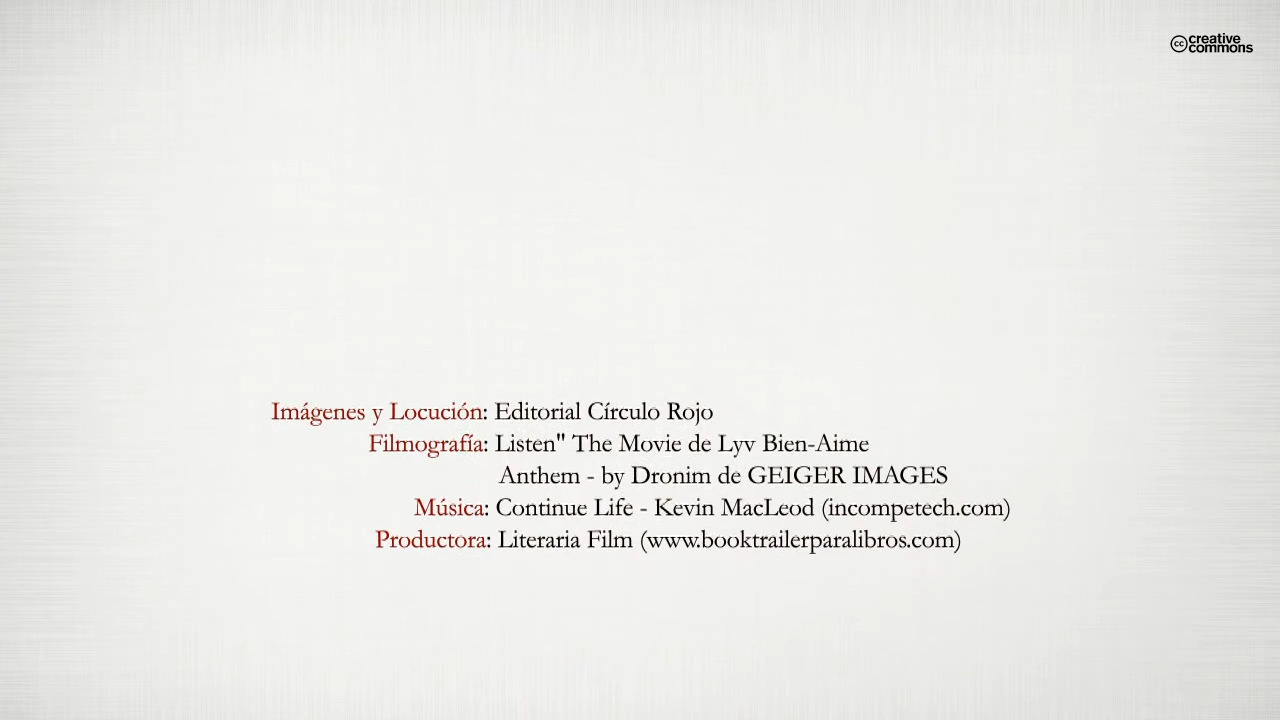 cc creative
commons
Imágenes y Locución: Editorial Círculo Rojo
Filmografía: Listen" The Movie de Lyv Bien-Aime
Anthem - by Dronim de GEIGER IMAGES
Música: Continue Life - Kevin MacLeod (incompetech.com)
Productora: Literaria Film (www.booktrailerparalibros.com)